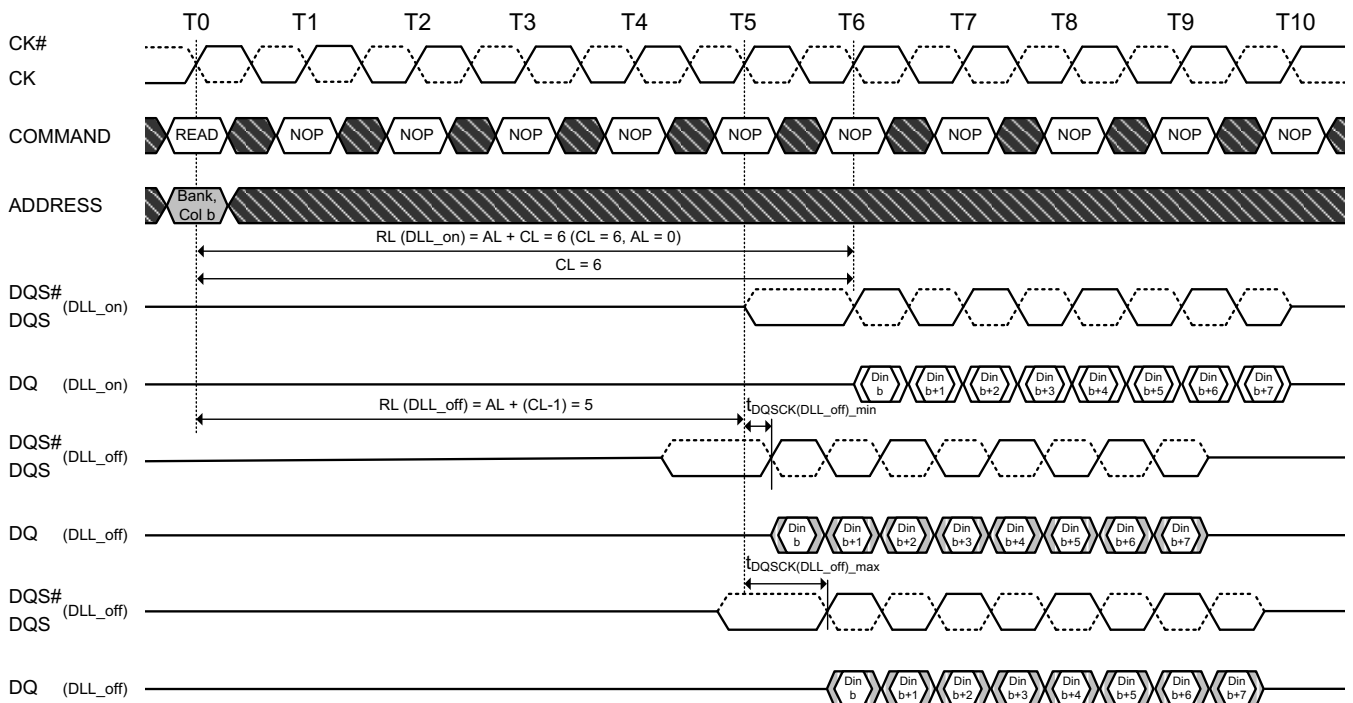 T0 T1 T2 T3 T4 T5 T6 T7 T8 T9 T10
CK#
CK
COMMAND READ NOP NOP NOP NOP NOP NOP NOP NOP NOP NOP
ADDRESS Bank,
Col b
RL (DLL_on) = AL + CL = 6 (CL = 6, AL = 0)
CL = 6
DQS#
(DLL_on)
DQS
DQ (DLL_on) Din b Din b+1 Din b+2 Din b+3 Din b+4 Din b+5 Din b+6 Din b+7
RL (DLL_off) = AL + (CL-1) = 5
tDQSCK(DLL_off)_min
DQS#
(DLL_off)
DQS
DQ (DLL_off) Din b Din b+1 Din b+2 Din b+3 Din b+4 Din b+5 Din b+6 Din b+7
tDQSCK(DLL_off)_max
DQS#
(DLL_off)
DQS
DQ (DLL_off) Din b Din b+1 Din b+2 Din b+3 Din b+4 Din b+5 Din b+6 Din b+7